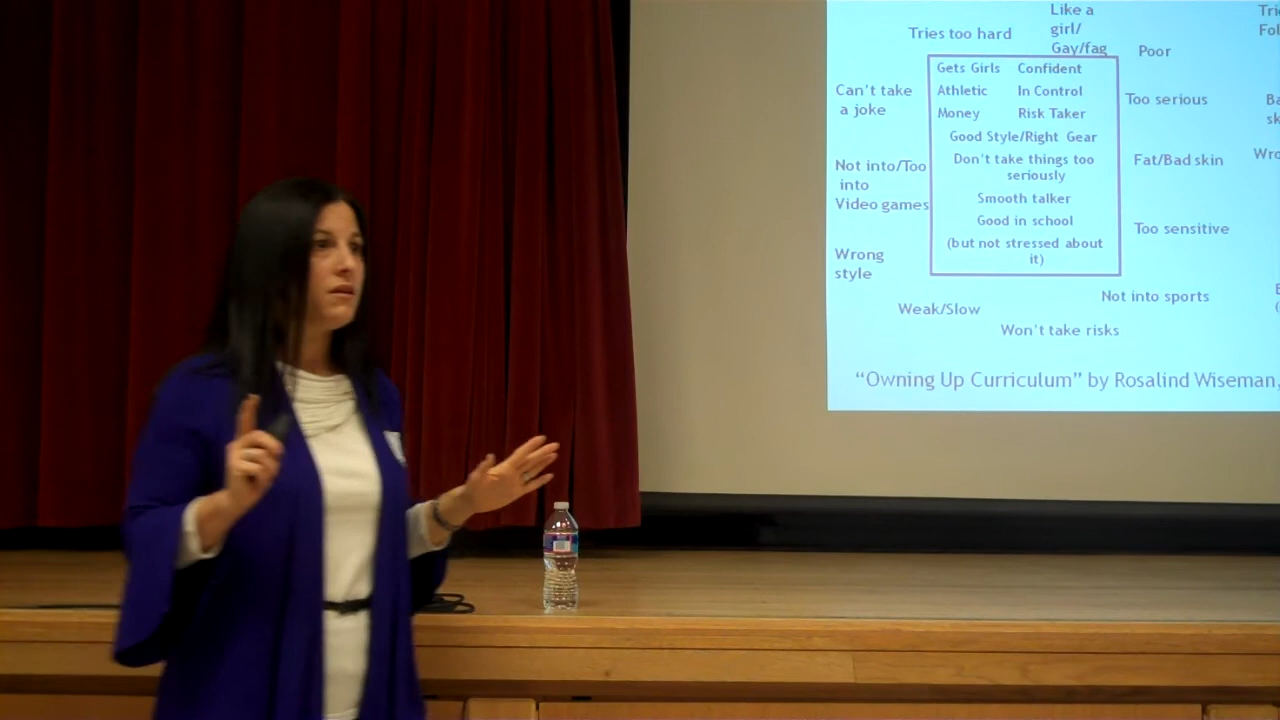 Like a
girl/
Gay/fag
Tries too hard
Poor
Gets Girls Confident
Athletic In Control
Money Risk Taker
Good Style/Right Gear
Don't take things too
seriously
Smooth talker
Good in school
(but not stressed about
it)
Can't take
a joke
Too serious
Not into/Too
into
Video games
Fat/Bad skin
Wrong
style
Too sensitive
Not into sports
Weak/Slow
Won't take risks
"Owning Up Curriculum" by Rosalind Wiseman,